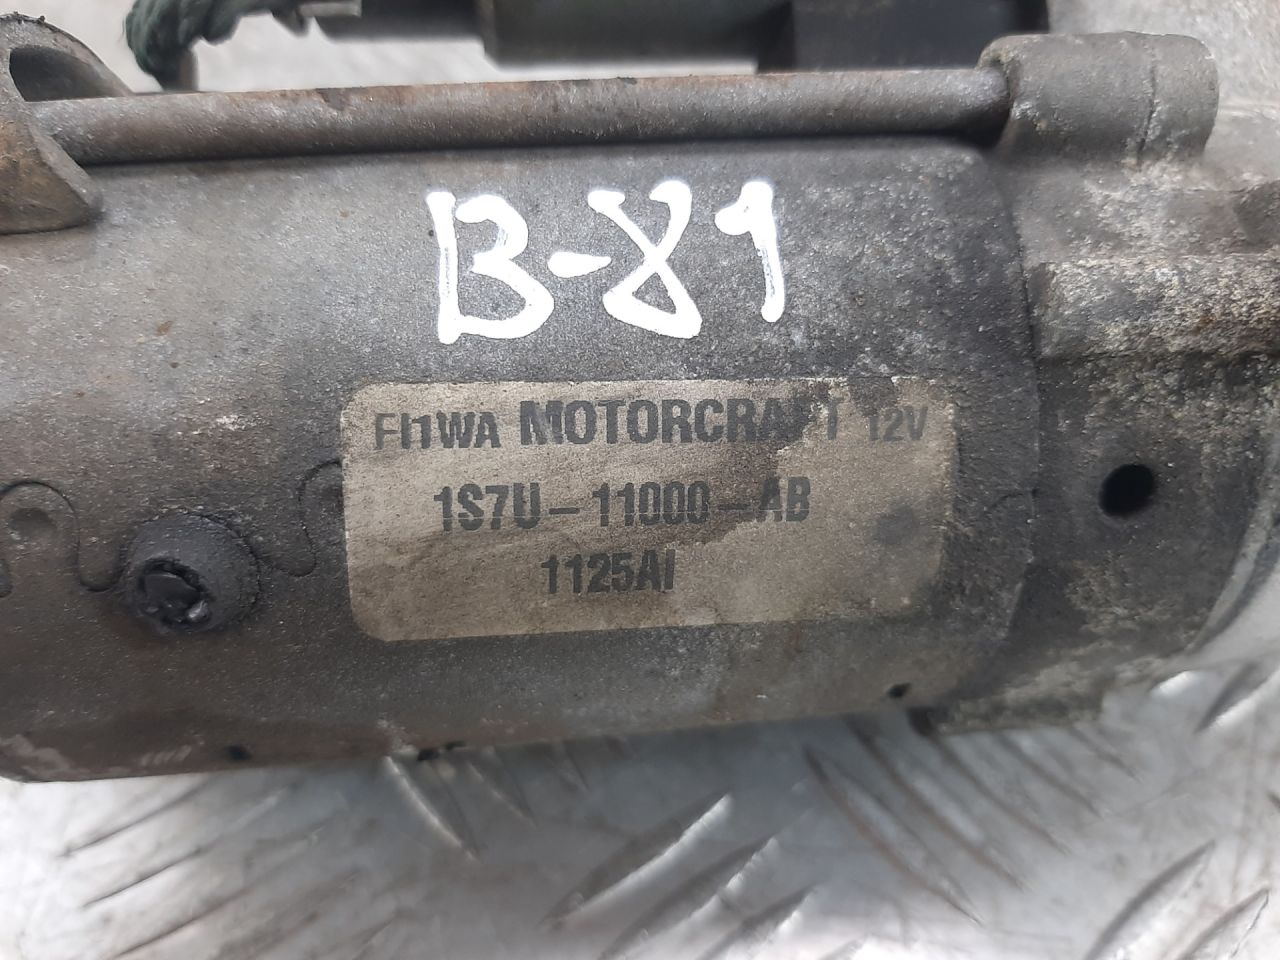 B-81
FI1WA MOTORCRAFT 12V
1S7U-11000-AB
1125AI